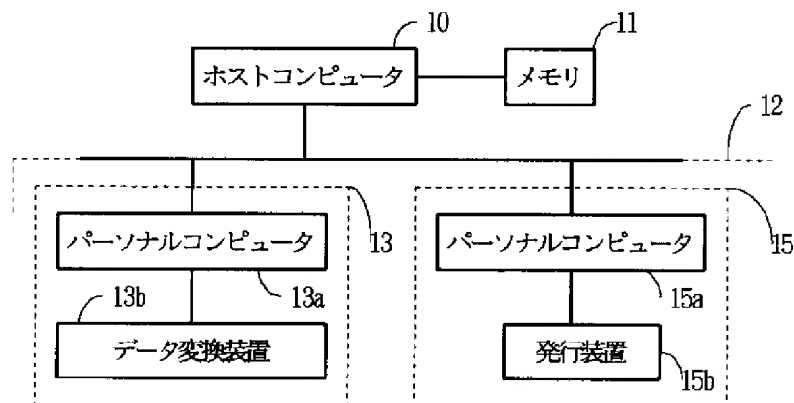 10
11
ホストコンピュータ
メモリ
12
パーソナルコンピュータ
13
パーソナルコンピュータ
15
13b
13a
15a
データ変換装置
発行装置
15b